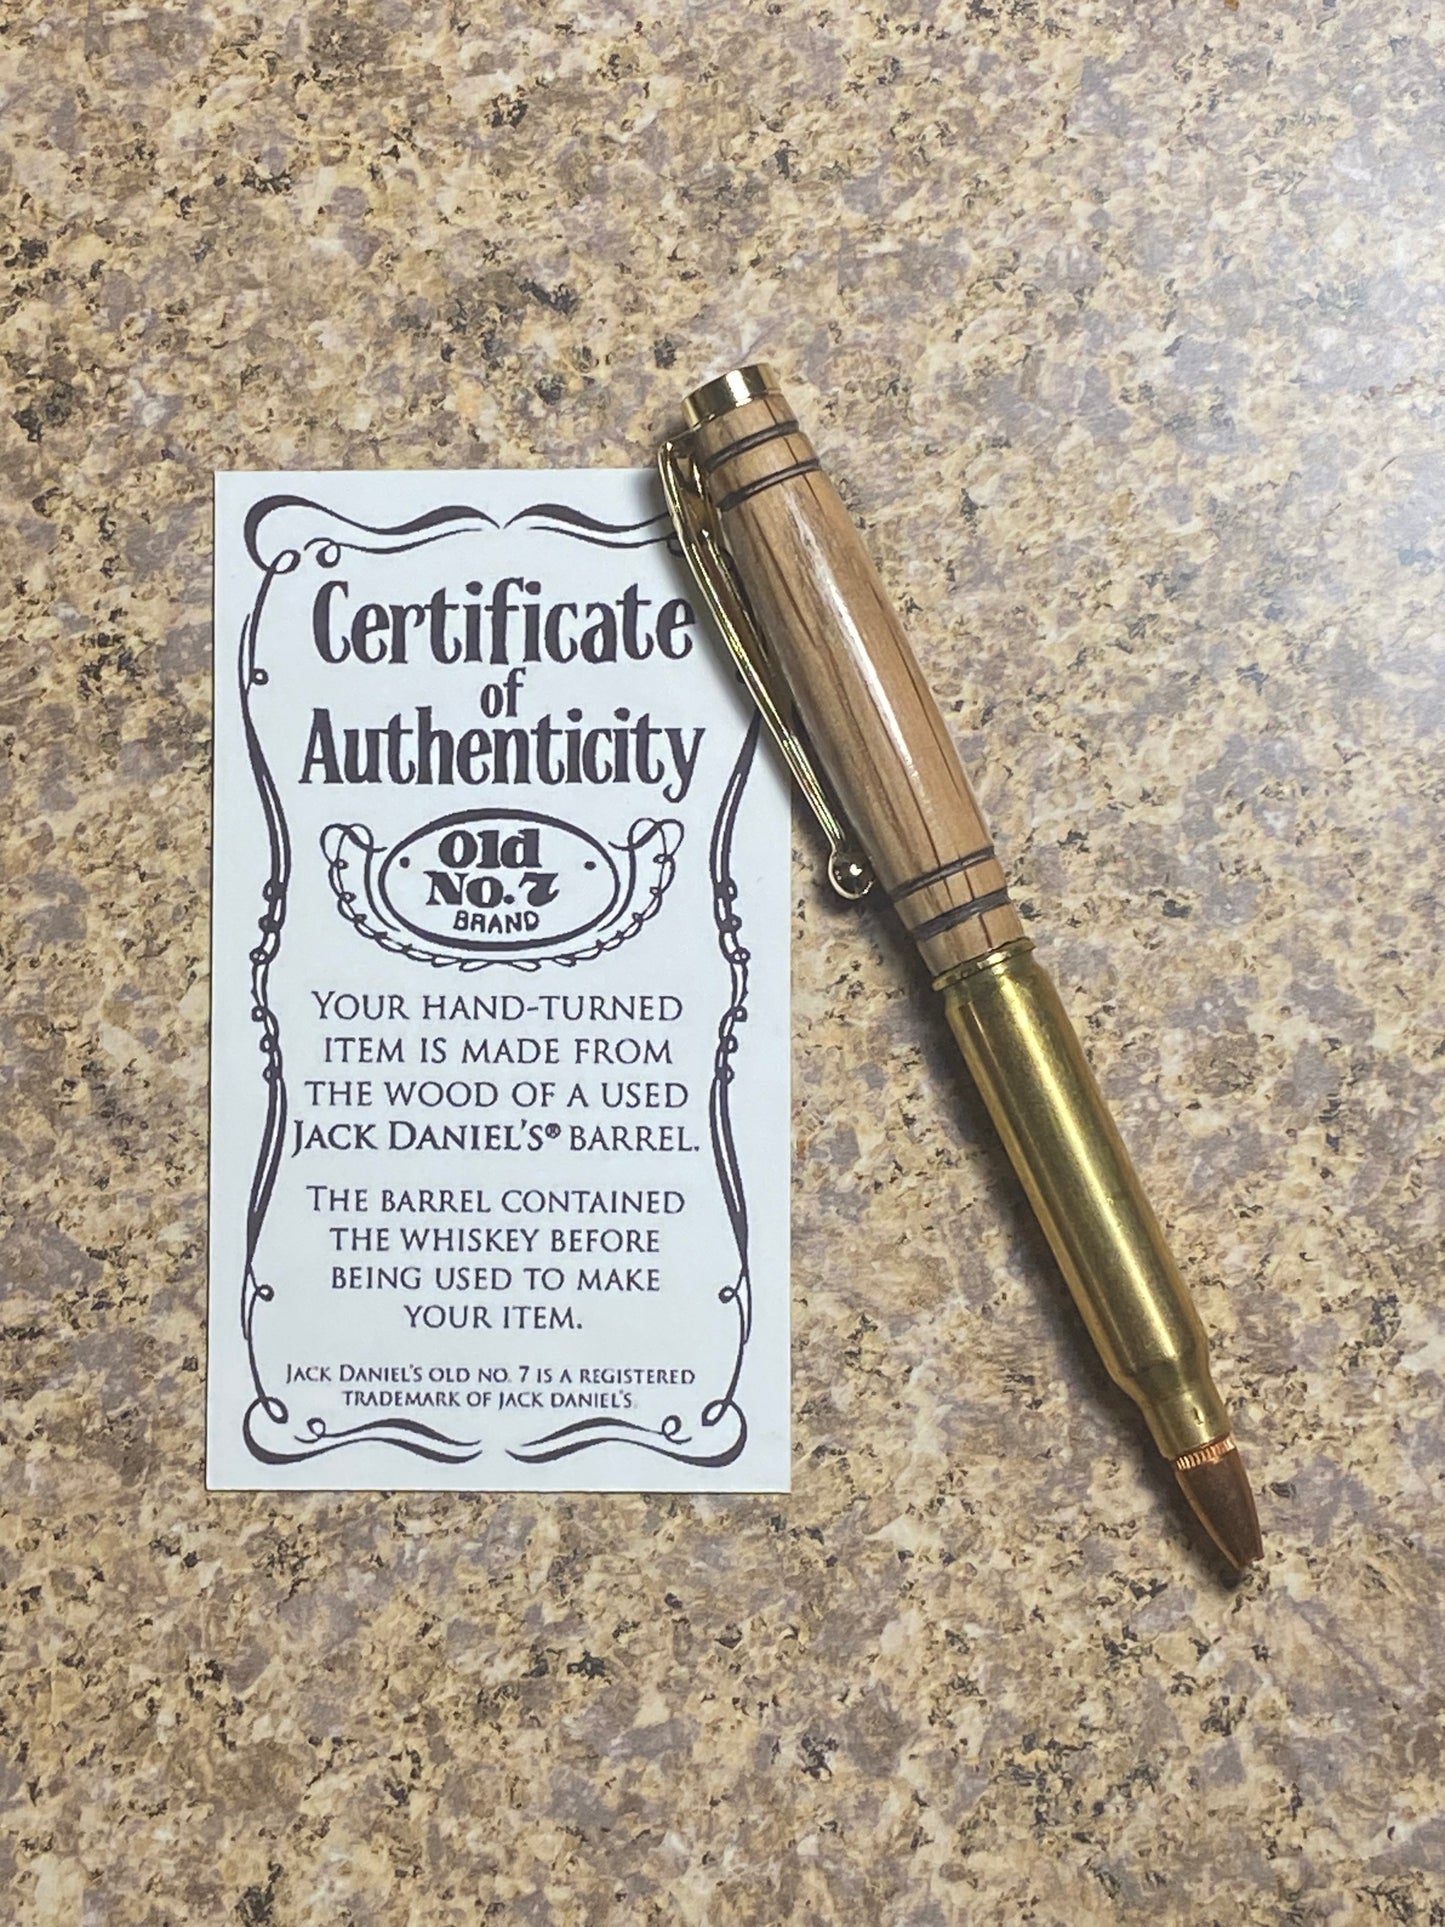 Certificate
of
Authenticity
Old
No. 7
BRAND
YOUR HAND-TURNED
ITEM IS MADE FROM
THE WOOD OF A USED
JACK DANIEL'S® BARREL.
THE BARREL CONTAINED
THE WHISKEY BEFORE
BEING USED TO MAKE
YOUR ITEM.
JACK DANIEL'S OLD NO. 7 IS A REGISTERED
TRADEMARK OF JACK DANIEL'S.